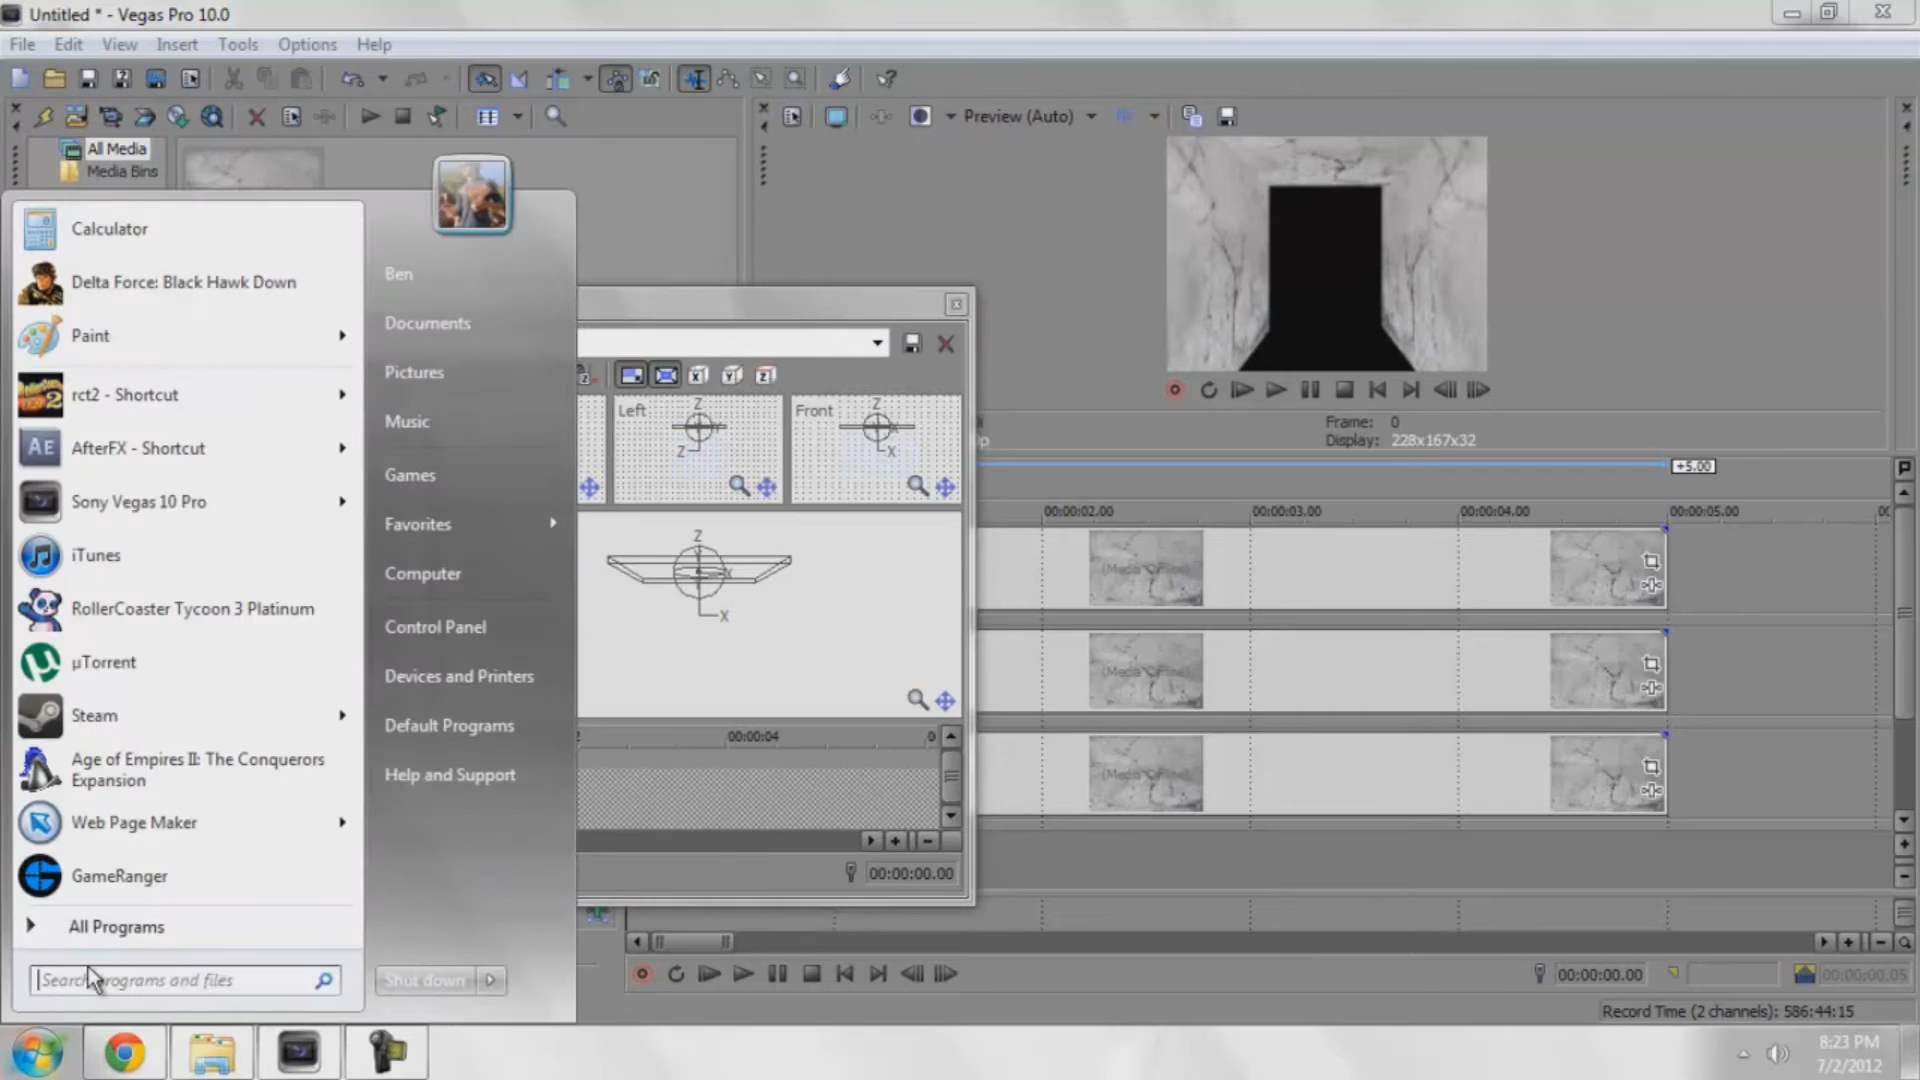 Untitled * - Vegas Pro 10.0
File Edit View Insert Tools Options Help
Preview (Auto)
All Media
Media Bins
Calculator
Delta Force: Black Hawk Down
Paint
rct2 - Shortcut
AE
AfterFX - Shortcut
Sony Vegas 10 Pro
iTunes
RollerCoaster Tycoon 3 Platinum
µTorrent
Steam
Age of Empires II: The Conquerors
Expansion
Web Page Maker
GameRanger
All Programs
programs and files
Ben
Documents
Pictures
Music
Games
Favorites
Computer
Control Panel
Devices and Printers
Default Programs
Help and Support
Shut down
X Y Z
Left
Z
Z
Front
Z
X
Z
X
X
00:00:04
00:00:00.00
Frame: 0
Display: 228x167x32
+5.00
00:00:02.00 00:00:03.00 00:00:04.00 00:00:05.00
00:00:00.00
00:00:00.05
Record Time (2 channels): 586:44:15
8:23 PM
7/2/2012